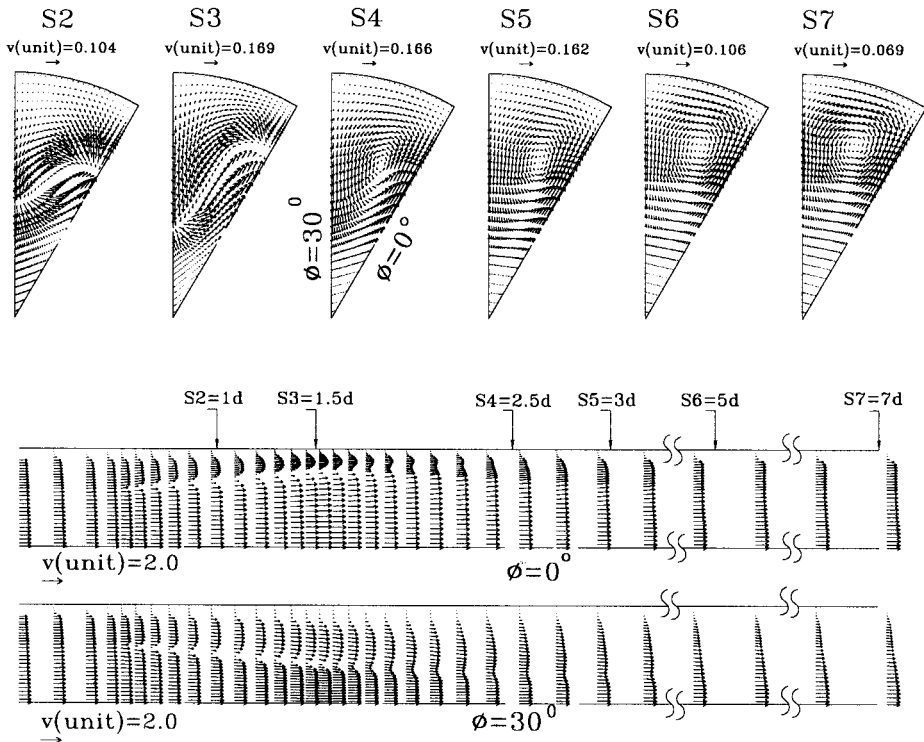 S2 S3 S4 S5 S6 S7
v(unit)=0.104 v(unit)=0.169 v(unit)=0.166 v(unit)=0.162 v(unit)=0.106 v(unit)=0.069
ø=30⁰
ø=0°
S2=1d S3=1.5d S4=2.5d S5=3d S6=5d S7=7d
v(unit)=2.0
ø=0°
v(unit)=2.0
ø=30⁰